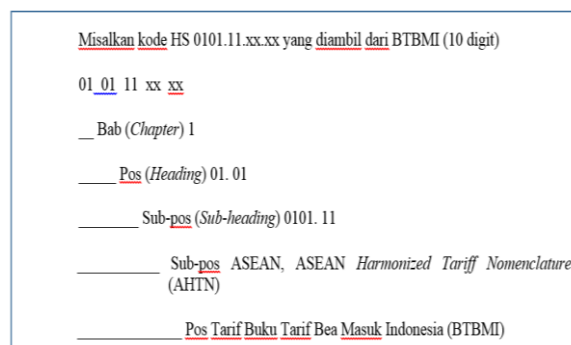 Misalkan kode HS 0101.11.xx.xx yang diambil dari BTBMI (10 digit)
01 01 11 xx xx
__ Bab (Chapter) 1
_____ Pos (Heading) 01. 01
________ Sub-pos (Sub-heading) 0101. 11
___________ Sub-pos ASEAN, ASEAN Harmonized Tariff Nomenclature
(AHTN)
______________ Pos Tarif Buku Tarif Bea Masuk Indonesia (BTBMI)